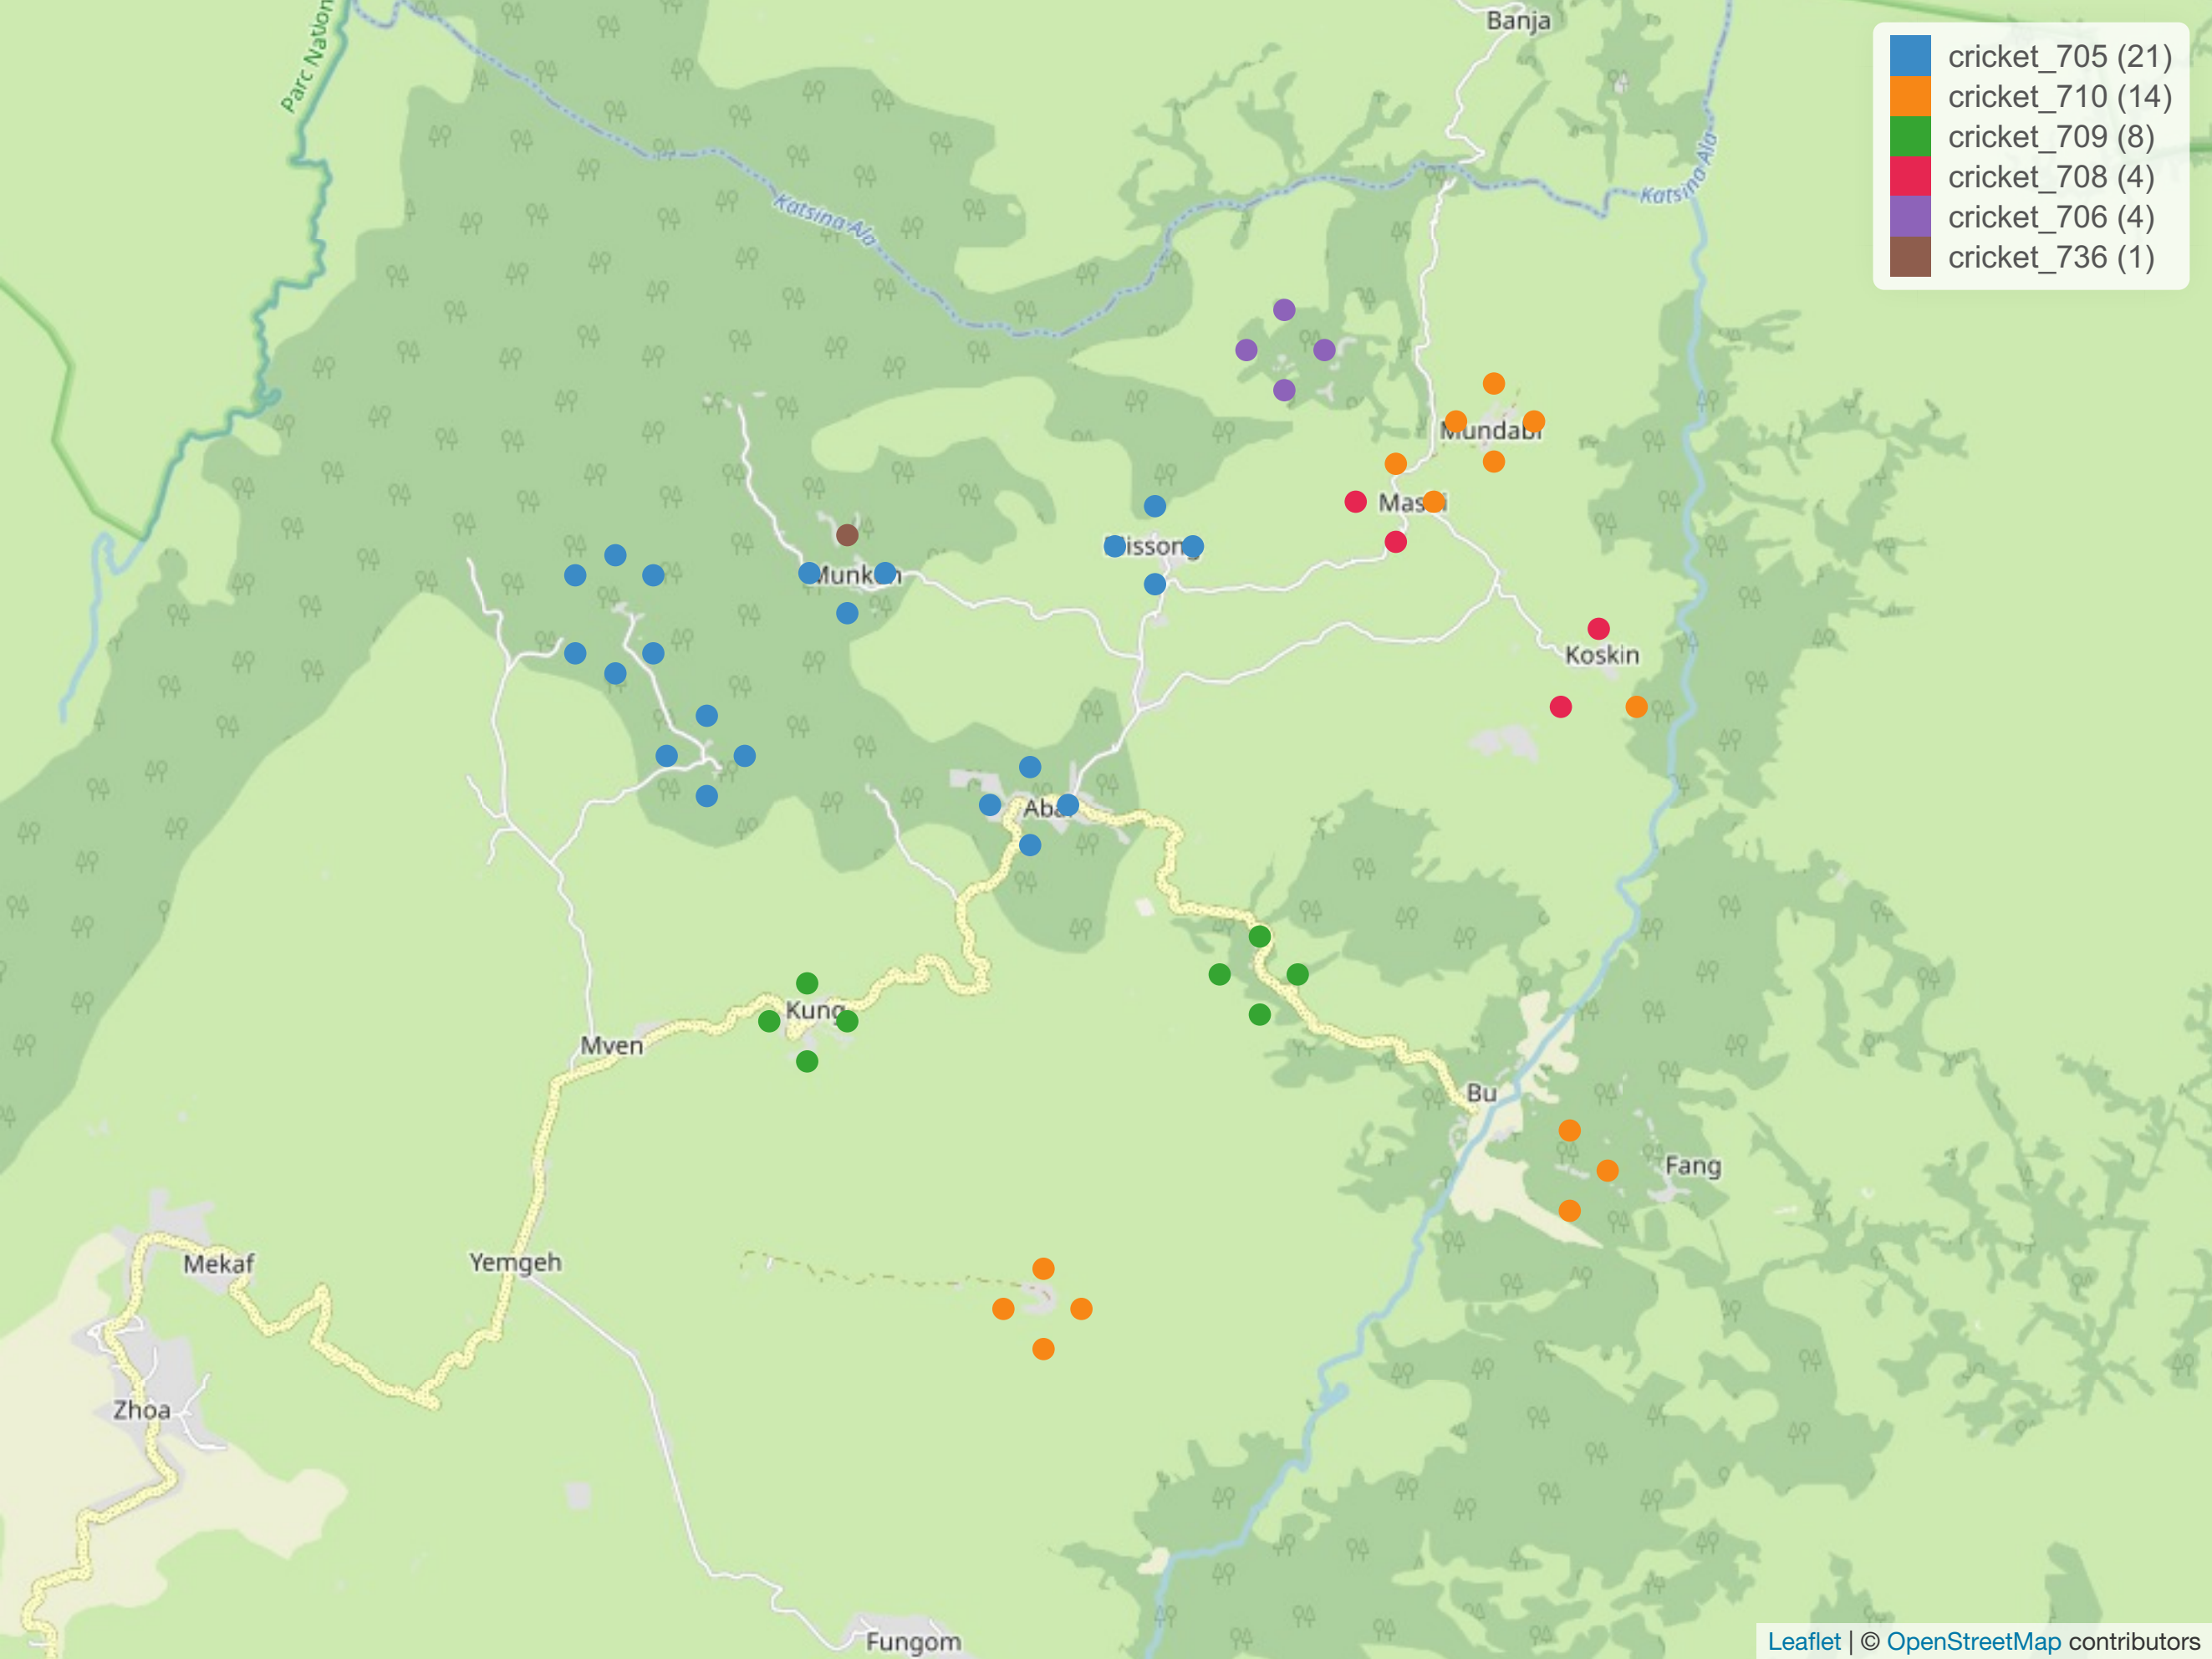 Banja
Parc Nation
cricket_705 (21)
cricket_710 (14)
cricket_709 (8)
cricket_708 (4)
cricket_706 (4)
cricket_736 (1)
Katsina-Ala
Katsina-Ala
Mundabi
Koskin
Kung
Mven
Bu
Fang
Mekaf
Yemgeh
Zhoa
Fungom
Leaflet | © OpenStreetMap contributors